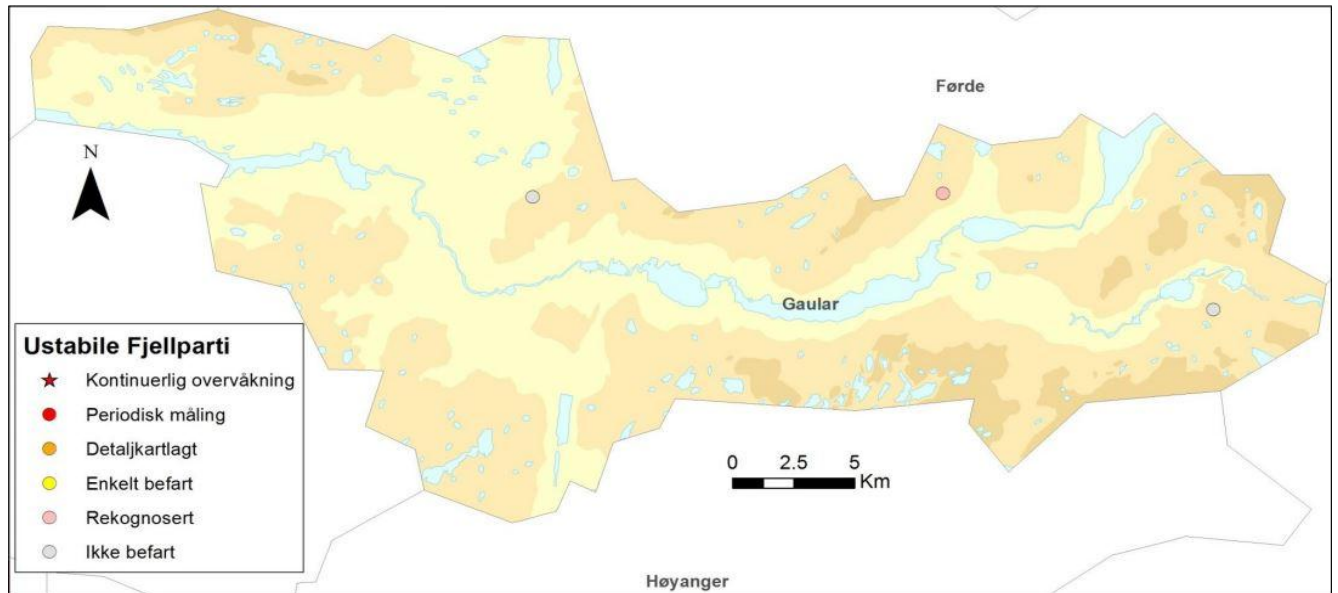 Førde
N
Gaular
Ustabile Fjellparti
Kontinuerlig overvåkning
Periodisk måling
Detaljkartlagt
Enkelt befart
Rekognosert
Ikke befart
0 2.5 5
Km
Høyanger